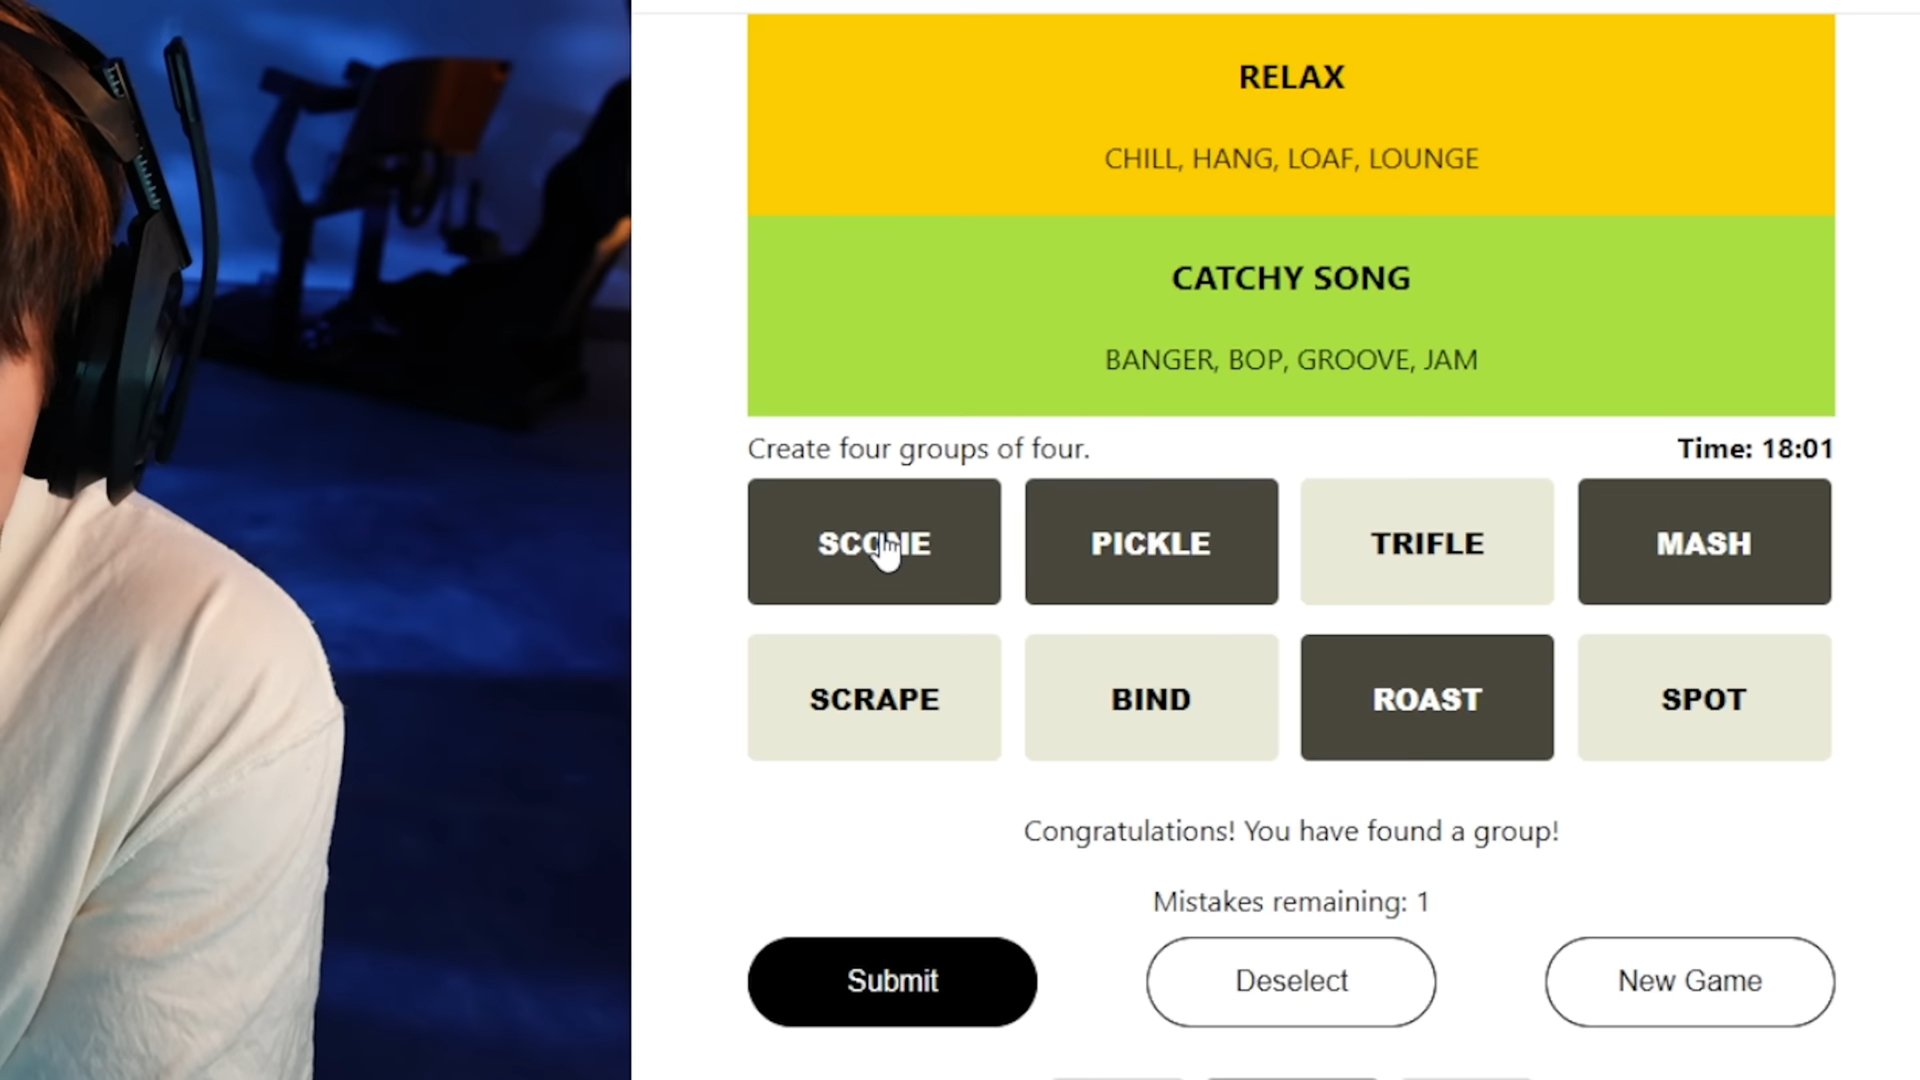 RELAX
CHILL, HANG, LOAF, LOUNGE
CATCHY SONG
BANGER, BOP, GROOVE, JAM
Create four groups of four.
Time: 18:01
SCONE PICKLE TRIFLE MASH
SCRAPE BIND ROAST SPOT
Congratulations! You have found a group!
Mistakes remaining: 1
Submit Deselect New Game